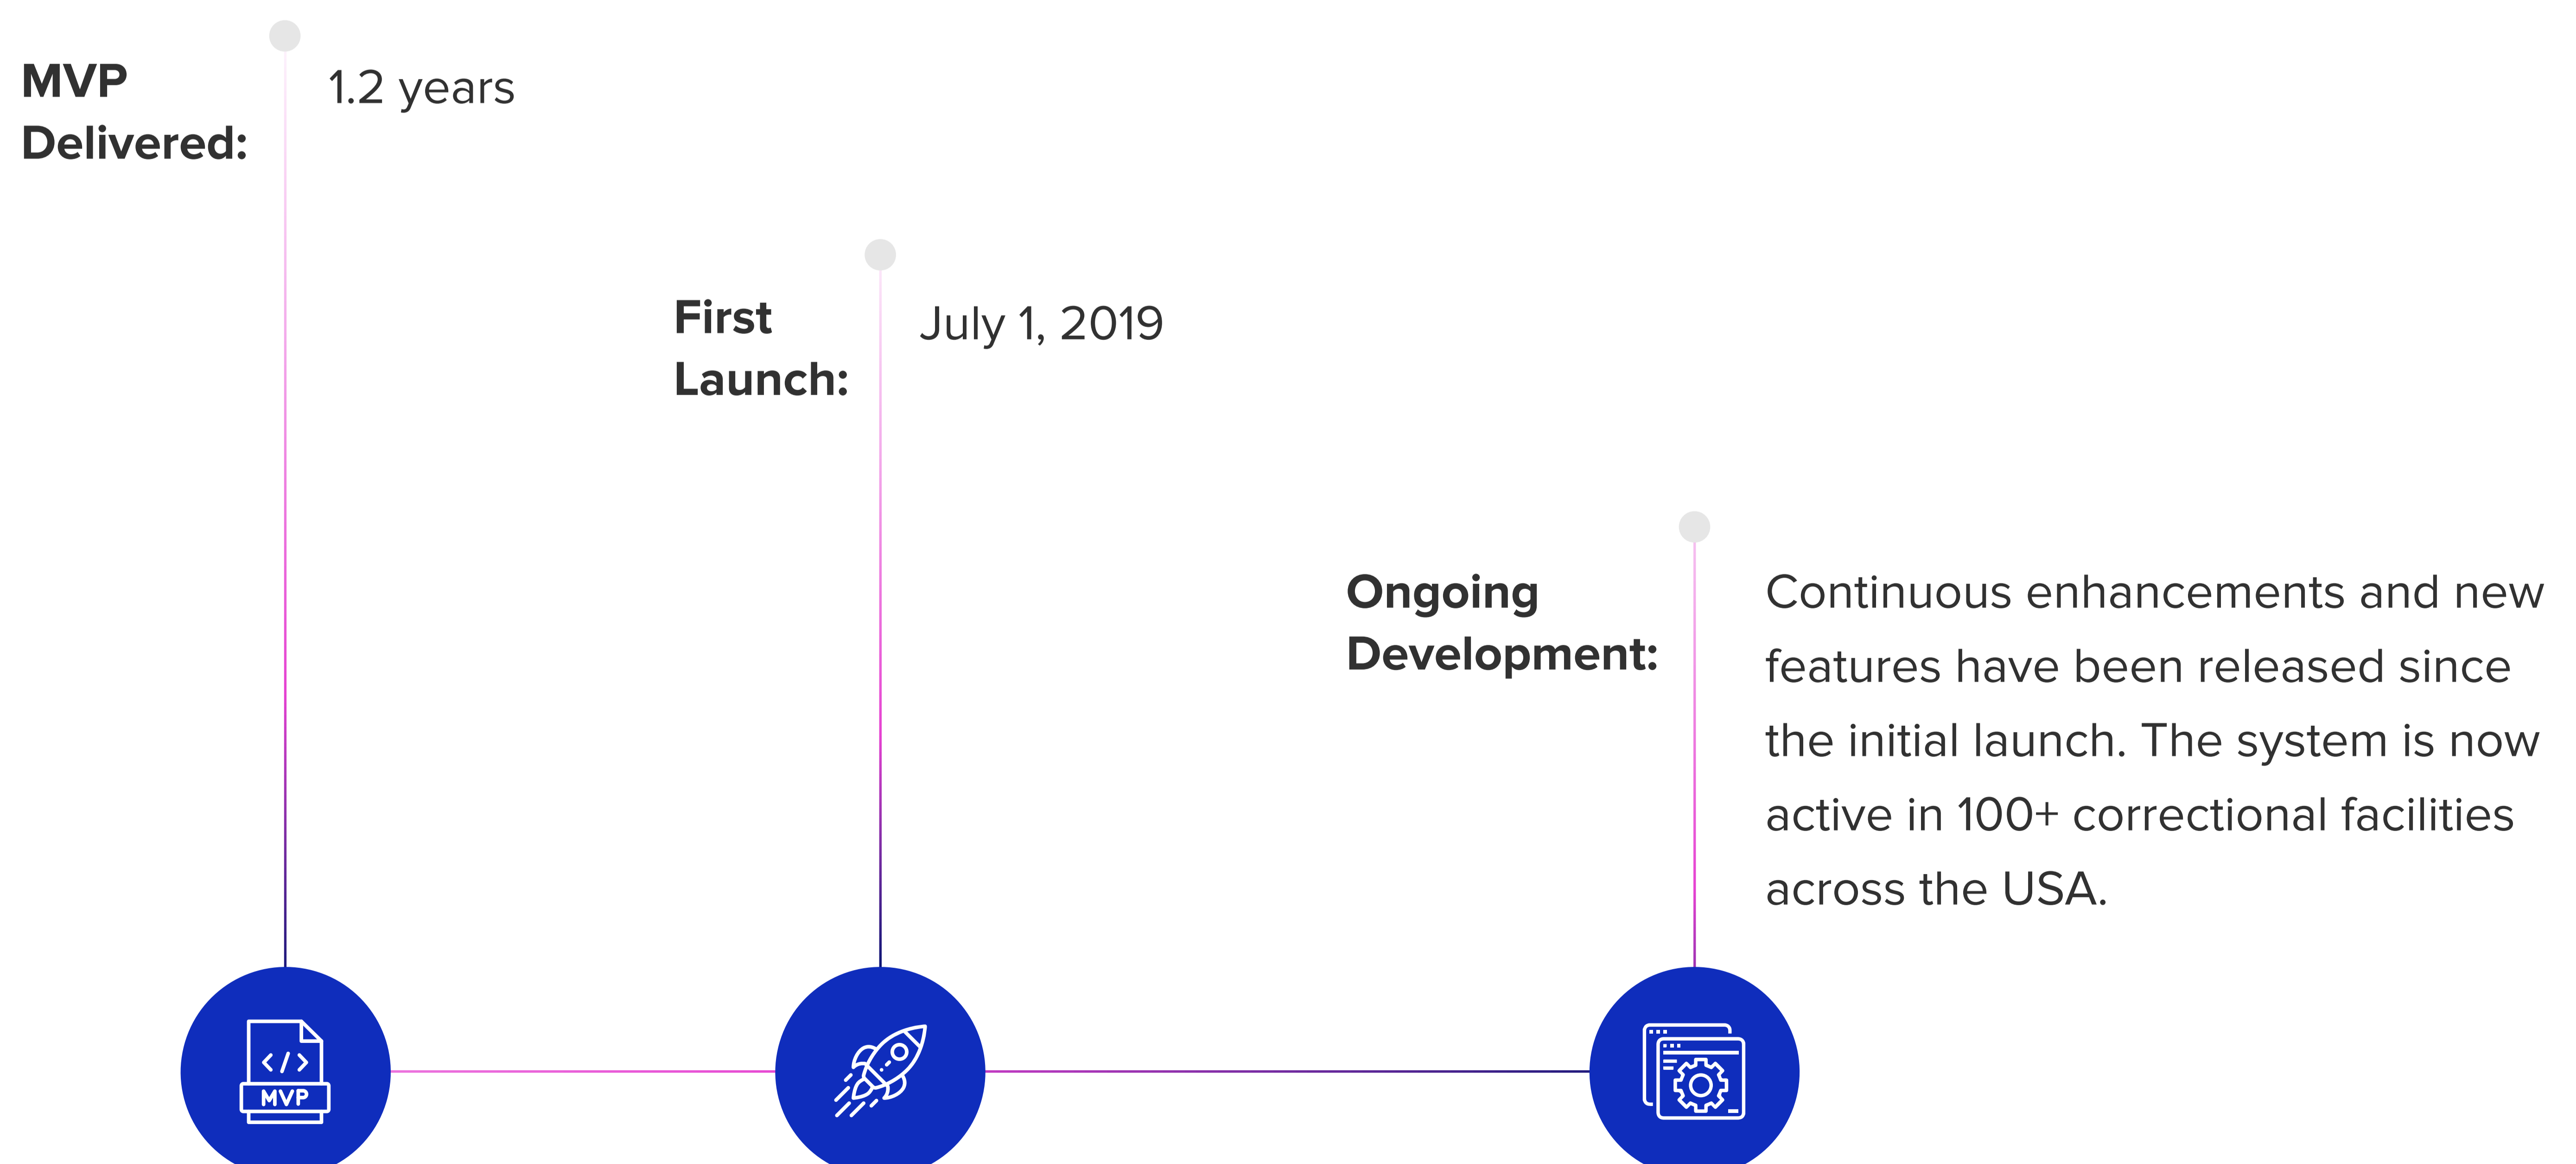 MVP
Delivered:
1.2 years
First
Launch:
July 1, 2019
Ongoing
Development:
Continuous enhancements and new
features have been released since
the initial launch. The system is now
active in 100+ correctional facilities
across the USA.
</>
MVP